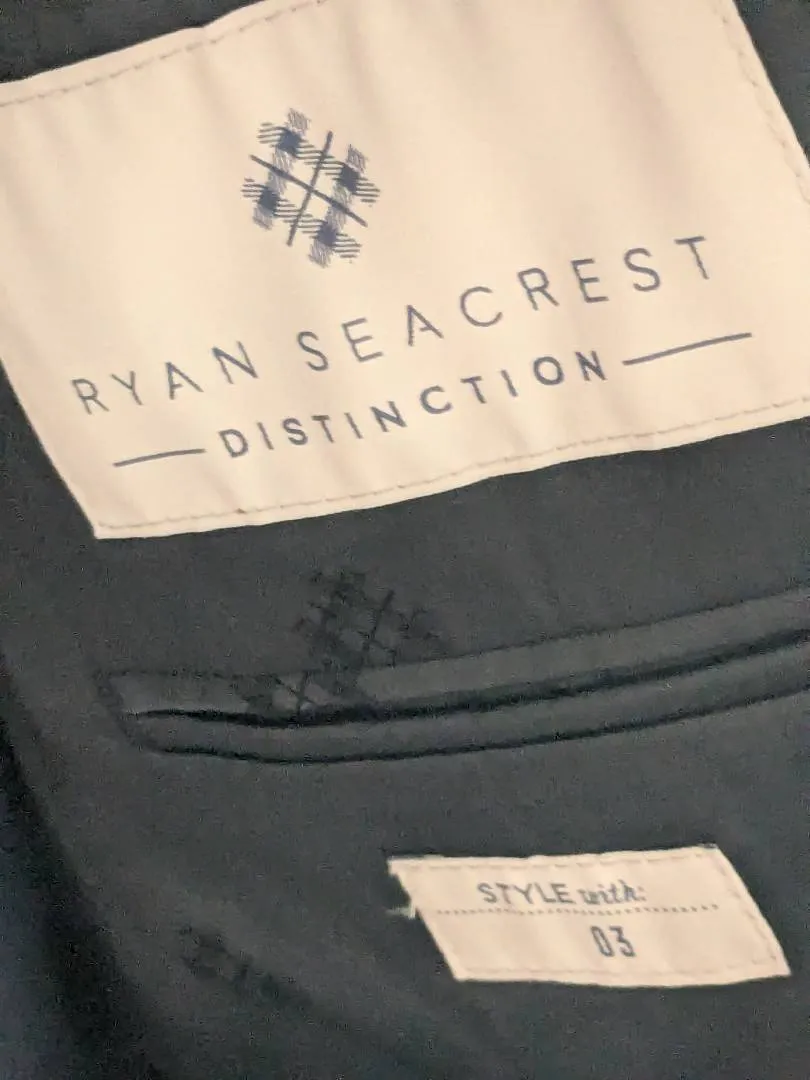 RYAN SEACREST
DISTINCTION
STYLE with:
03